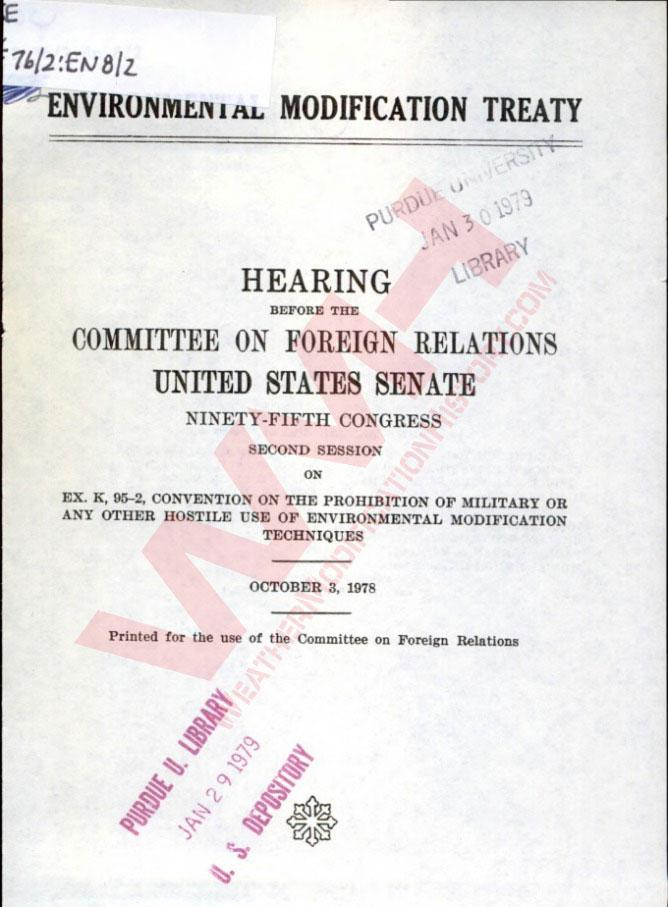 E
76/2:EN8/2
ENVIRONMENTAL MODIFICATION TREATY
PURDUE UNIVERSITY
JAN 30 1979
LIBRARY
HEARING
BEFORE THE
COMMITTEE ON FOREIGN RELATIONS
UNITED STATES SENATE
NINETY-FIFTH CONGRESS
SECOND SESSION
ON
EX. K, 95–2, CONVENTION ON THE PROHIBITION OF MILITARY OR
ANY OTHER HOSTILE USE OF ENVIRONMENTAL MODIFICATION
TECHNIQUES
OCTOBER 3, 1978
Printed for the use of the Committee on Foreign Relations
WMH
WEATHERMODIFICATIONHISTORY.COM
PURDUE U. LIBRARY
JAN 29 1979
U. S. DEPOSITORY